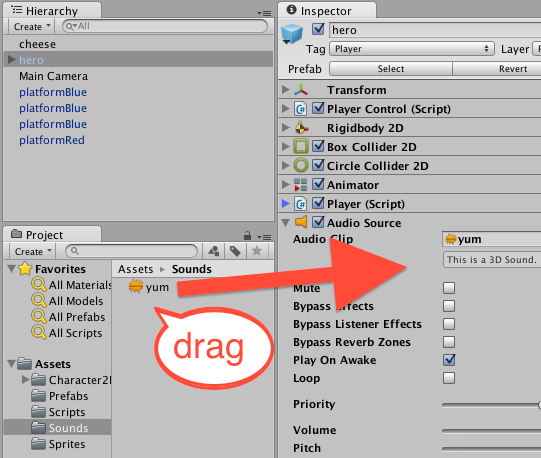 Hierarchy
Create
All
cheese
hero
Main Camera
platformBlue
platformBlue
platformBlue
platformRed
Project
Create
Favorites
All Materials
All Models
All Prefabs
All Scripts
Assets
Character2D
Prefabs
Scripts
Sounds
Sprites
Assets ▸ Sounds
yum
drag
Inspector
hero
Tag Player Layer
Prefab Select Revert
Transform
Player Control (Script)
Rigidbody 2D
Box Collider 2D
Circle Collider 2D
Animator
Player (Script)
Audio Source
Audio Clip yum
This is a 3D Sound.
Mute
Bypass Effects
Bypass Listener Effects
Bypass Reverb Zones
Play On Awake
Loop
Priority
Volume
Pitch